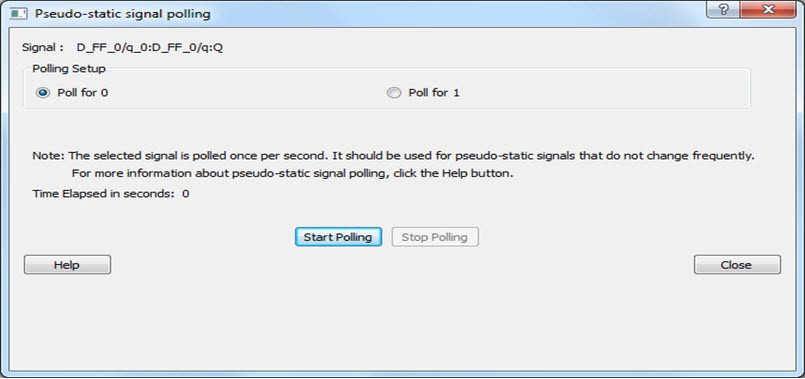 Pseudo-static signal polling
Signal : D_FF_0/q_0:D_FF_0/q:Q
Polling Setup
Poll for 0 Poll for 1
Note: The selected signal is polled once per second. It should be used for pseudo-static signals that do not change frequently.
For more information about pseudo-static signal polling, click the Help button.
Time Elapsed in seconds: 0
Start Polling Stop Polling
Help Close